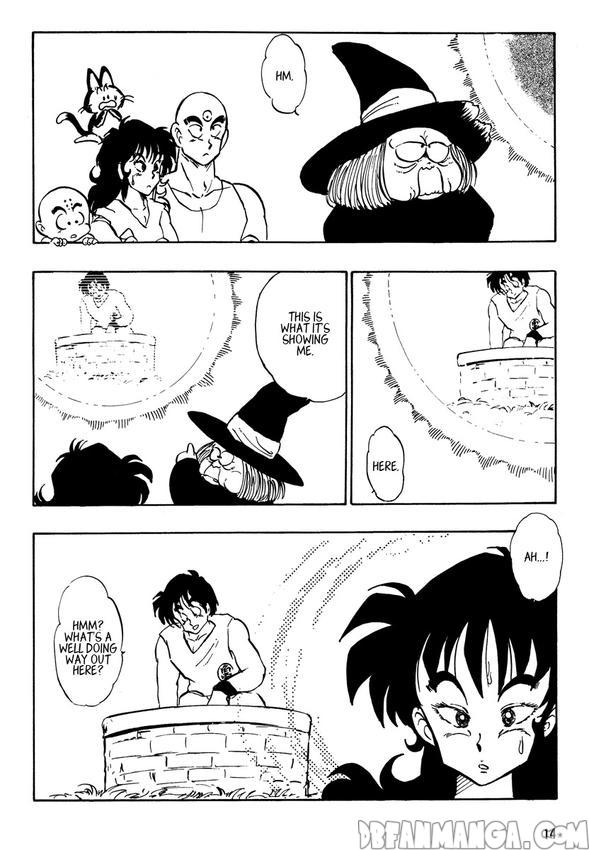 HM.
THIS IS
WHAT IT'S
SHOWING
ME.
HERE.
AH...!
HMM?
WHAT'S A
WELL DOING
WAY OUT
HERE?
14
DBFANMANGA.COM